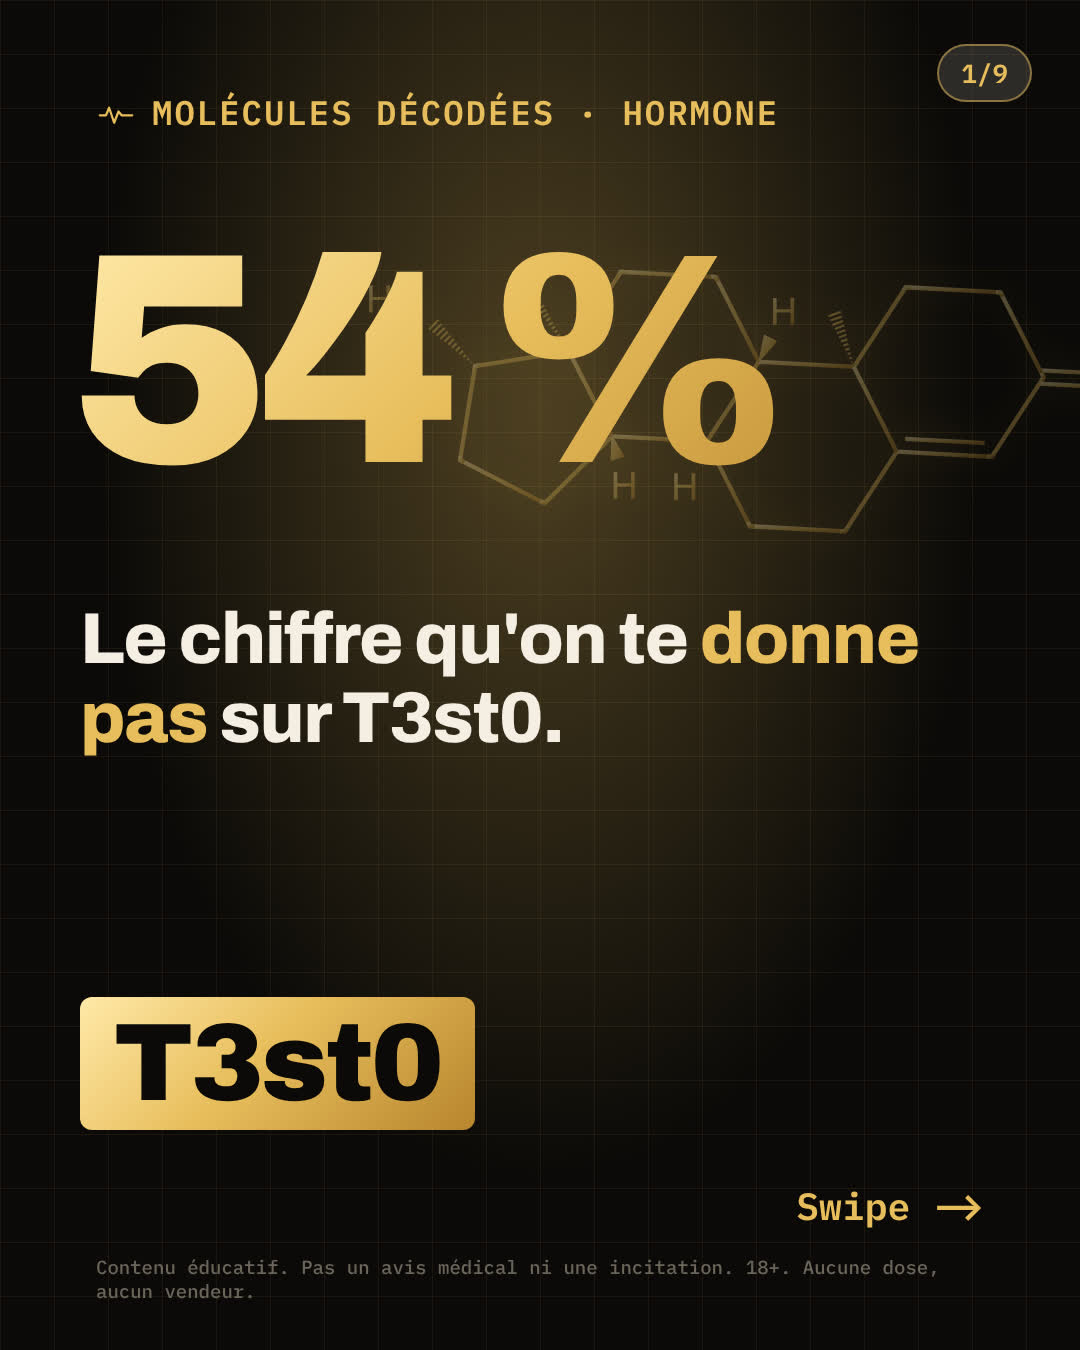 1/9
MOLÉCULES DÉCODÉES · HORMONE
54 %
H
H
H H
Le chiffre qu'on te donne
pas sur T3st0.
T3st0
Swipe →
Contenu éducatif. Pas un avis médical ni une incitation. 18+. Aucune dose,
aucun vendeur.